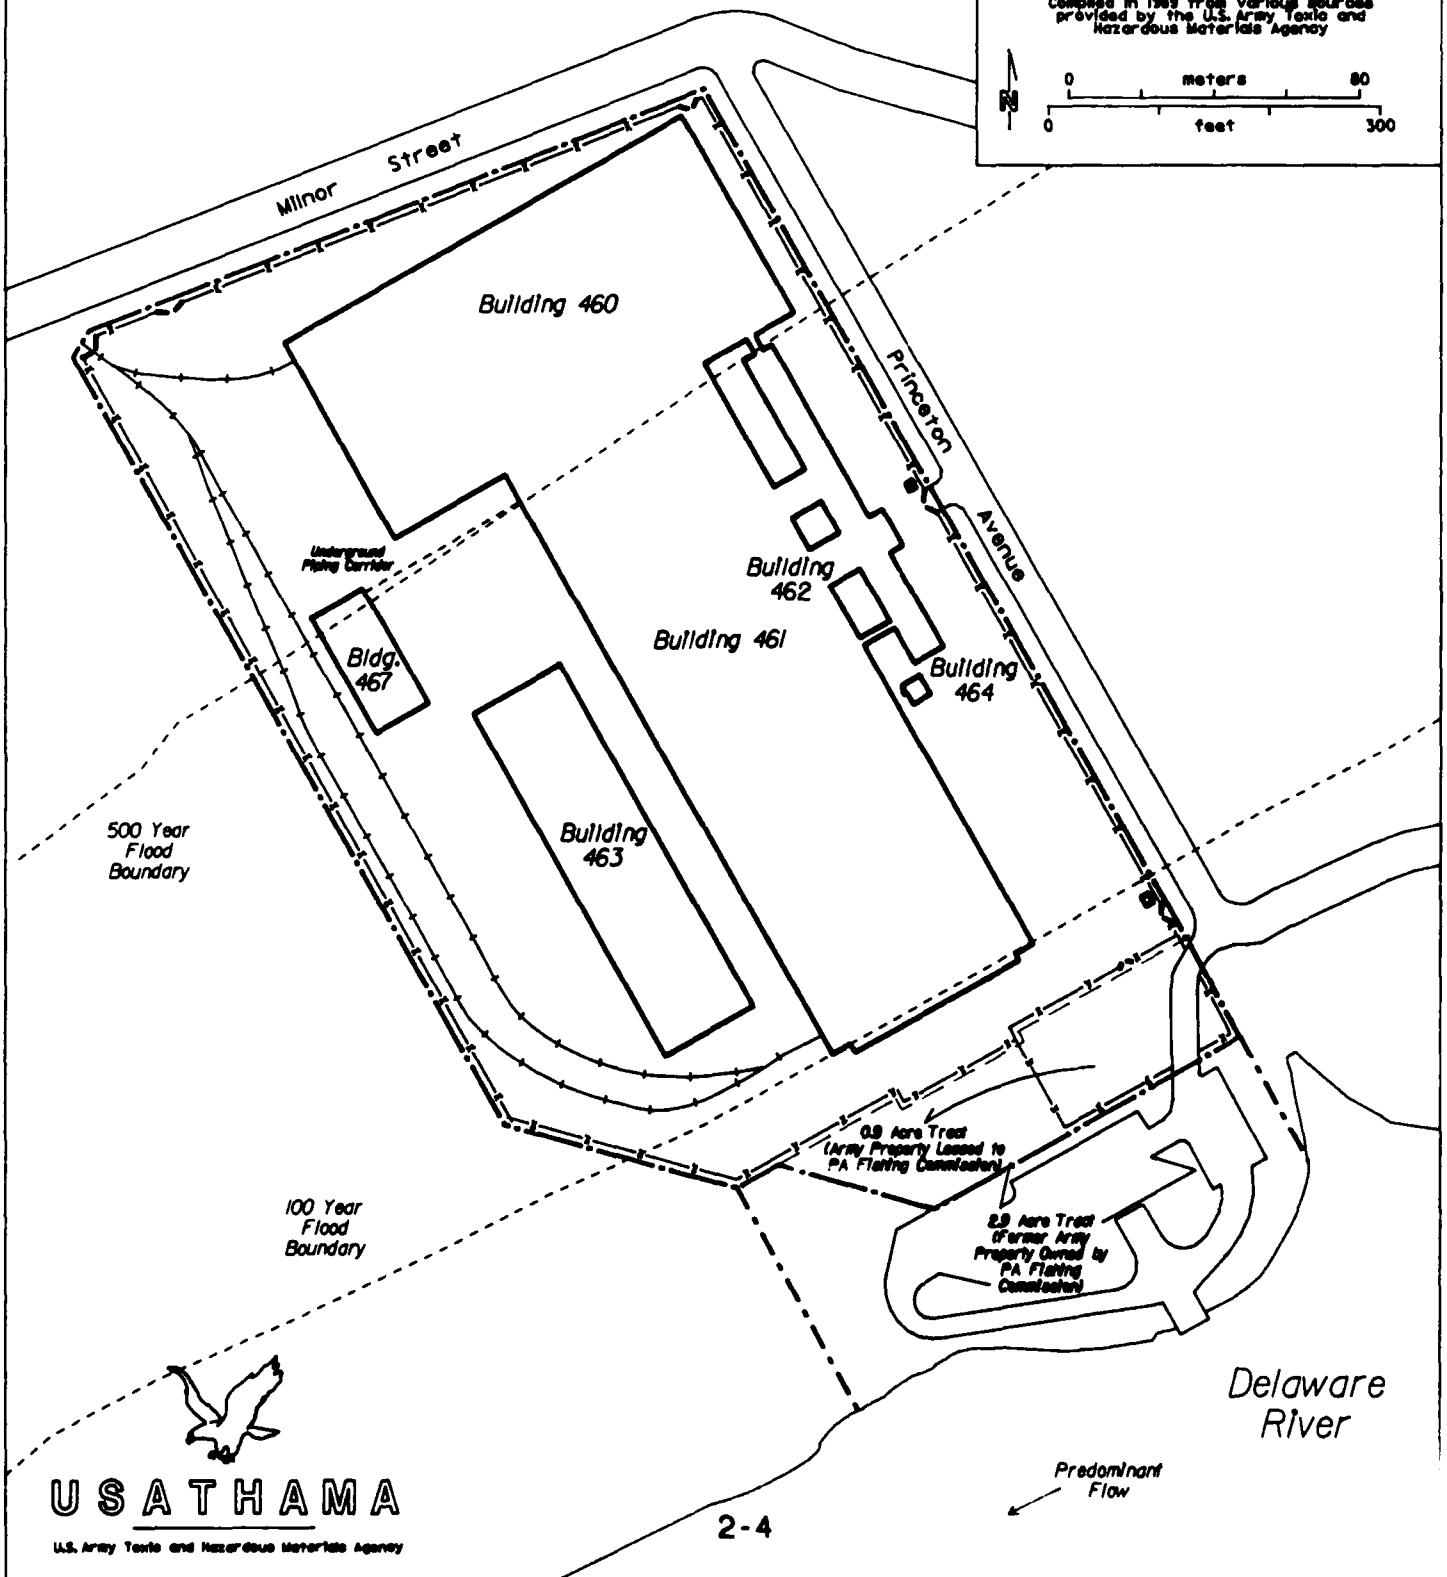 Compiled in 1989 from various sources
provided by the U.S. Army Toxic and
Hazardous Materials Agency
N
0 meters 80
0 feet 300
Milnor Street
Princeton Avenue
Building 460
Underground
Piping Corridor
Building
462
Building 461
Bldg.
467
Building
464
Building
463
500 Year
Flood
Boundary
0.9 Acre Tract
(Army Property Leased to
PA Fishing Commission)
100 Year
Flood
Boundary
2.9 Acre Tract
(Former Army
Property Owned by
PA Fishing
Commission)
Delaware
River
Predominant
Flow
USATHAMA
U.S. Army Toxic and Hazardous Materials Agency
2-4